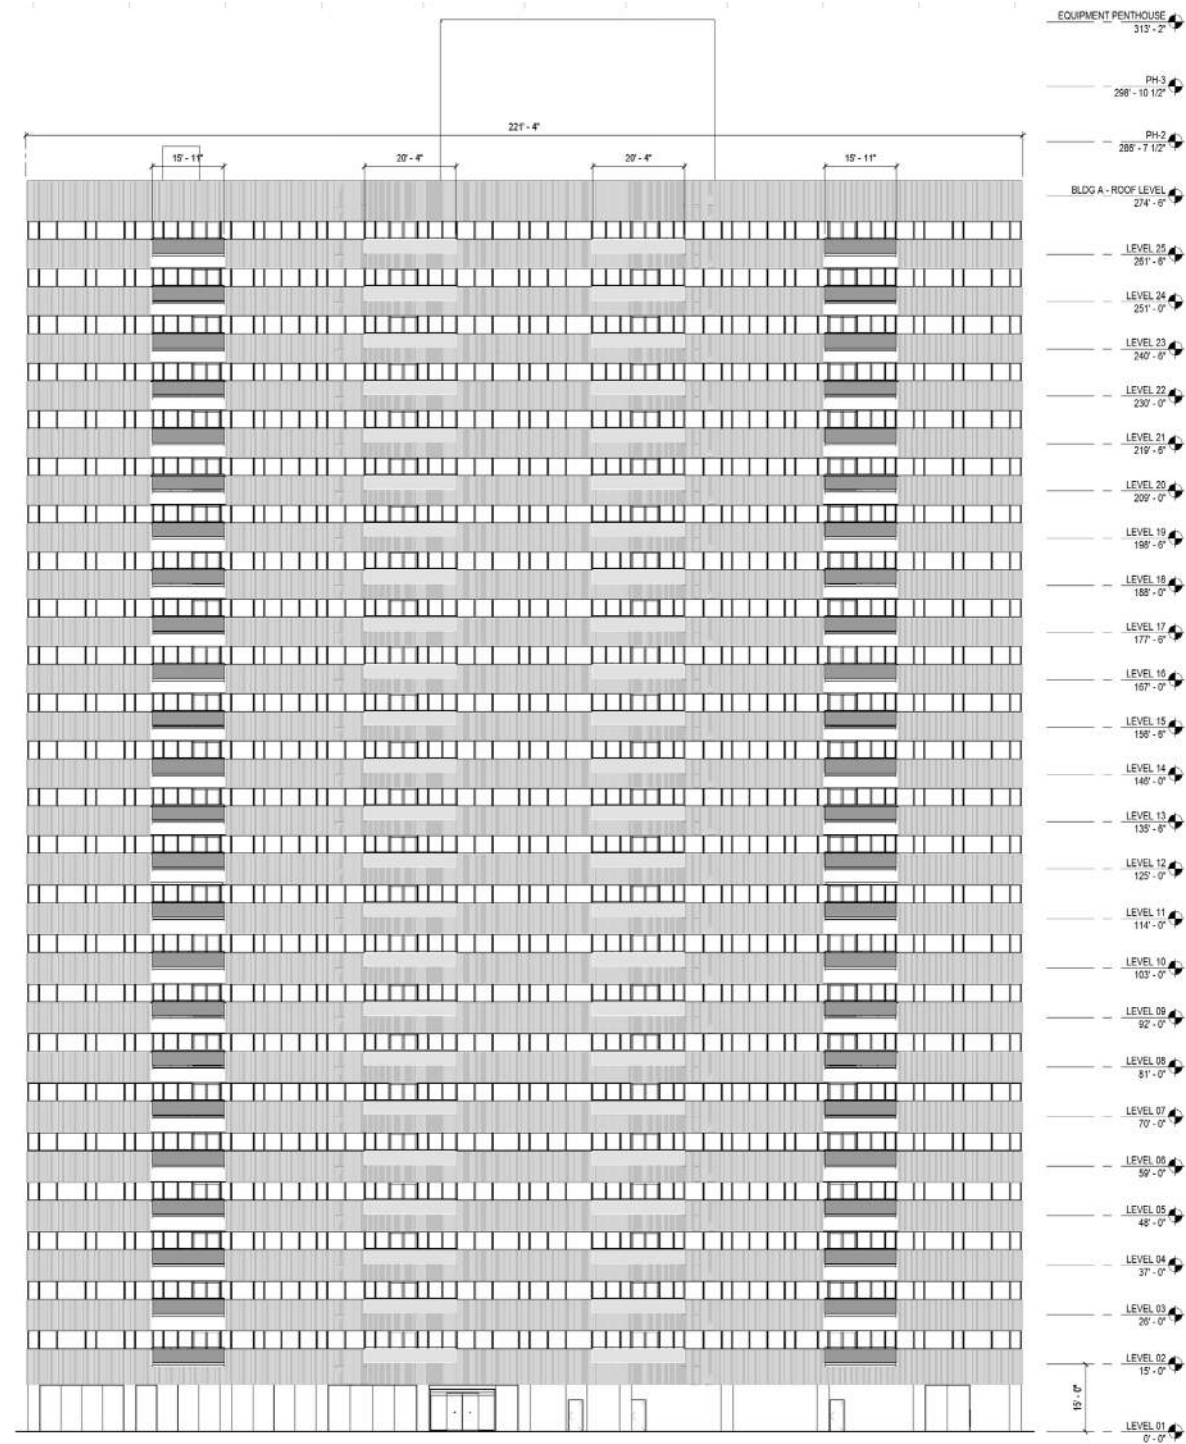 EQUIPMENT PENTHOUSE
313' - 2"
PH-3
298' - 10 1/2"
221' - 4"
PH-2
286' - 7 1/2"
15' - 11"
20' - 4"
20' - 4"
15' - 11"
BLDG A - ROOF LEVEL
274' - 6"
LEVEL 25
261' - 6"
LEVEL 24
251' - 0"
LEVEL 23
240' - 6"
LEVEL 22
230' - 0"
LEVEL 21
219' - 6"
LEVEL 20
209' - 0"
LEVEL 19
198' - 6"
LEVEL 18
188' - 0"
LEVEL 17
177' - 6"
LEVEL 16
167' - 0"
LEVEL 15
156' - 6"
LEVEL 14
146' - 0"
LEVEL 13
135' - 6"
LEVEL 12
125' - 0"
LEVEL 11
114' - 0"
LEVEL 10
103' - 0"
LEVEL 09
92' - 0"
LEVEL 08
81' - 0"
LEVEL 07
70' - 0"
LEVEL 06
59' - 0"
LEVEL 05
48' - 0"
LEVEL 04
37' - 0"
LEVEL 03
26' - 0"
LEVEL 02
15' - 0"
15' - 0"
LEVEL 01
0' - 0"